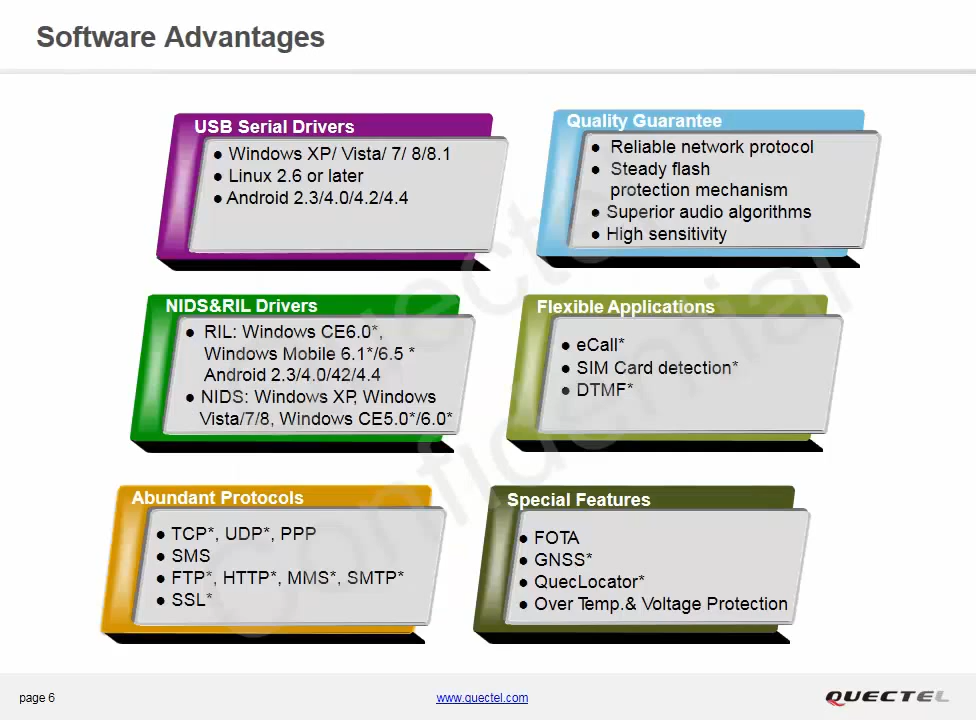 Software Advantages
USB Serial Drivers
● Windows XP/ Vista/ 7/ 8/8.1
● Linux 2.6 or later
● Android 2.3/4.0/4.2/4.4
Quality Guarantee
● Reliable network protocol
● Steady flash
protection mechanism
● Superior audio algorithms
● High sensitivity
NIDS&RIL Drivers
● RIL: Windows CE6.0*,
Windows Mobile 6.1*/6.5 *
Android 2.3/4.0/42/4.4
● NIDS: Windows XP, Windows
Vista/7/8, Windows CE5.0*/6.0*
Flexible Applications
● eCall*
● SIM Card detection*
● DTMF*
Abundant Protocols
● TCP*, UDP*, PPP
● SMS
● FTP*, HTTP*, MMS*, SMTP*
● SSL*
Special Features
● FOTA
● GNSS*
● QuecLocator*
● Over Temp.& Voltage Protection
Quectel
Confidential
page 6
www.quectel.com
QUECTEL